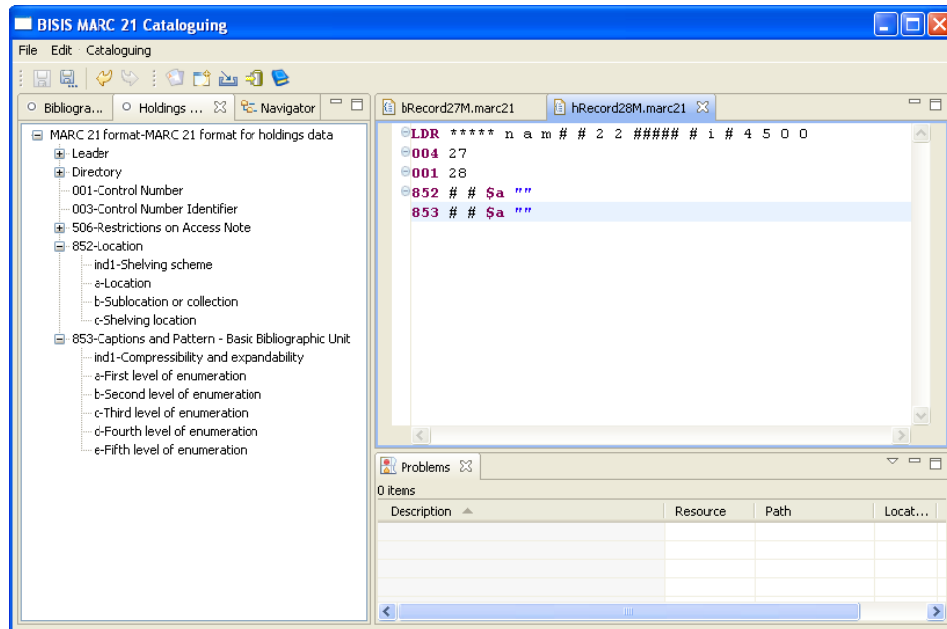 BISIS MARC 21 Cataloguing
File Edit Cataloguing
Bibliogra... Holdings ... Navigator
MARC 21 format-MARC 21 format for holdings data
Leader
Directory
001-Control Number
003-Control Number Identifier
506-Restrictions on Access Note
852-Location
ind1-Shelving scheme
a-Location
b-Sublocation or collection
c-Shelving location
853-Captions and Pattern - Basic Bibliographic Unit
ind1-Compressibility and expandability
a-First level of enumeration
b-Second level of enumeration
c-Third level of enumeration
d-Fourth level of enumeration
e-Fifth level of enumeration
bRecord27M.marc21 hRecord28M.marc21
LDR ***** n a m # # 2 2 ##### # i # 4 5 0 0
004 27
001 28
852 # # $a ""
853 # # $a ""
Problems
0 items
Description Resource Path Locat...